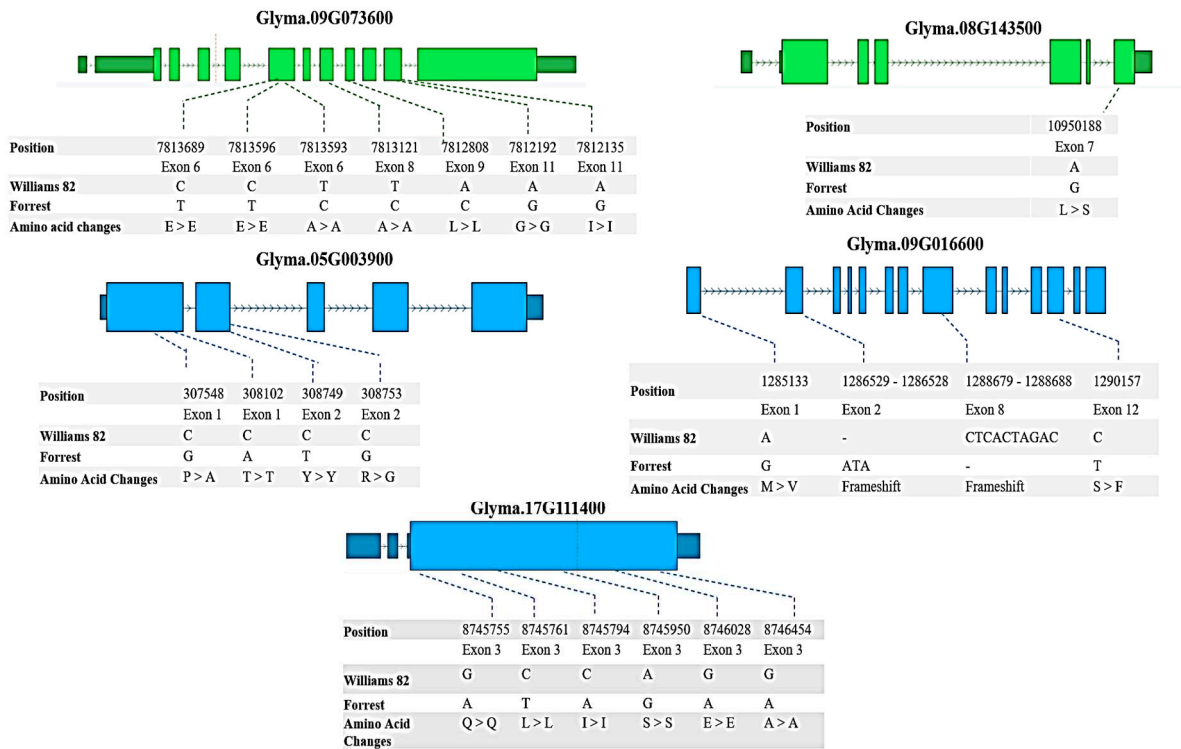 Glyma.09G073600
Position 7813689 7813596 7813593 7813121 7812808 7812192 7812135
Exon 6 Exon 6 Exon 6 Exon 8 Exon 9 Exon 11 Exon 11
Williams 82 C C T T A A A
Forrest T T C C C G G
Amino acid changes E > E E > E A > A A > A L > L G > G I > I
Glyma.08G143500
Position 10950188
Exon 7
Williams 82 A
Forrest G
Amino Acid Changes L > S
Glyma.05G003900
Position 307548 308102 308749 308753
Exon 1 Exon 1 Exon 2 Exon 2
Williams 82 C C C C
Forrest G A T G
Amino Acid Changes P > A T > T Y > Y R > G
Glyma.09G016600
Position 1285133 1286529 - 1286528 1288679 - 1288688 1290157
Exon 1 Exon 2 Exon 8 Exon 12
Williams 82 A - CTCACTAGAC C
Forrest G ATA - T
Amino Acid Changes M > V Frameshift Frameshift S > F
Glyma.17G111400
Position 8745755 8745761 8745794 8745950 8746028 8746454
Exon 3 Exon 3 Exon 3 Exon 3 Exon 3 Exon 3
Williams 82 G C C A G G
Forrest A T A G A A
Amino Acid Q > Q L > L I > I S > S E > E A > A
Changes